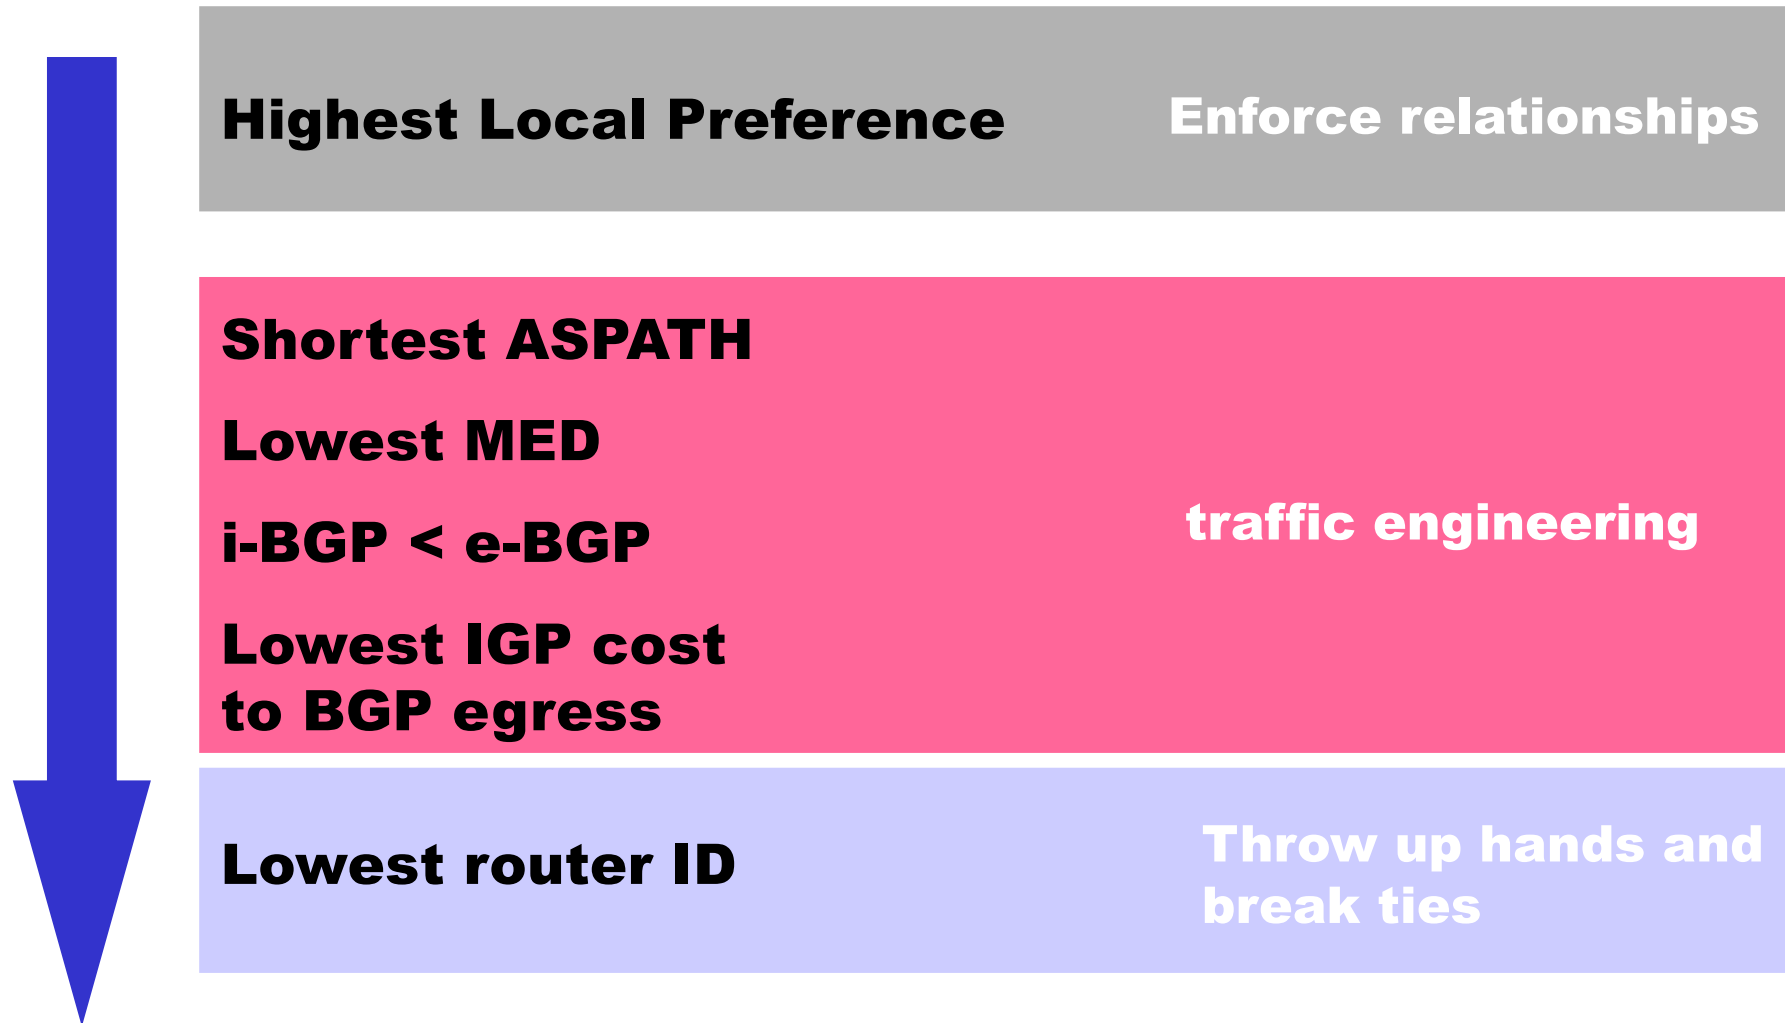 Highest Local Preference
Enforce relationships
Shortest ASPATH
Lowest MED
i-BGP < e-BGP
traffic engineering
Lowest IGP cost
to BGP egress
Lowest router ID
Throw up hands and
break ties